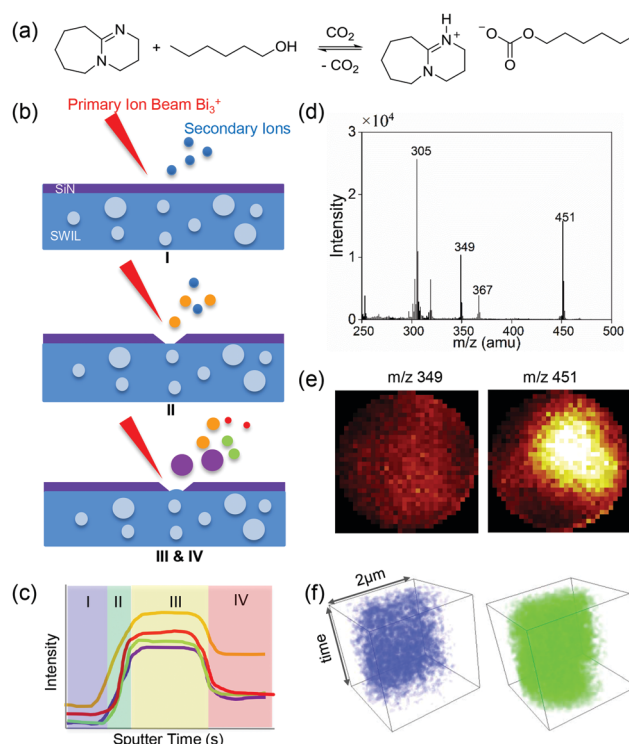 (a)
N
N
+
OH
CO₂
- CO₂
H
N⁺
N
⁻O
O
O
(b)
Primary Ion Beam Bi₃⁺
Secondary Ions
SiN
SWIL
I
II
III & IV
(c)
I II III IV
Intensity
Sputter Time (s)
(d)
×10⁴
3
2
1
0
Intensity
305
349
367
451
250 300 350 400 450 500
m/z (amu)
(e)
m/z 349 m/z 451
(f)
2μm
time